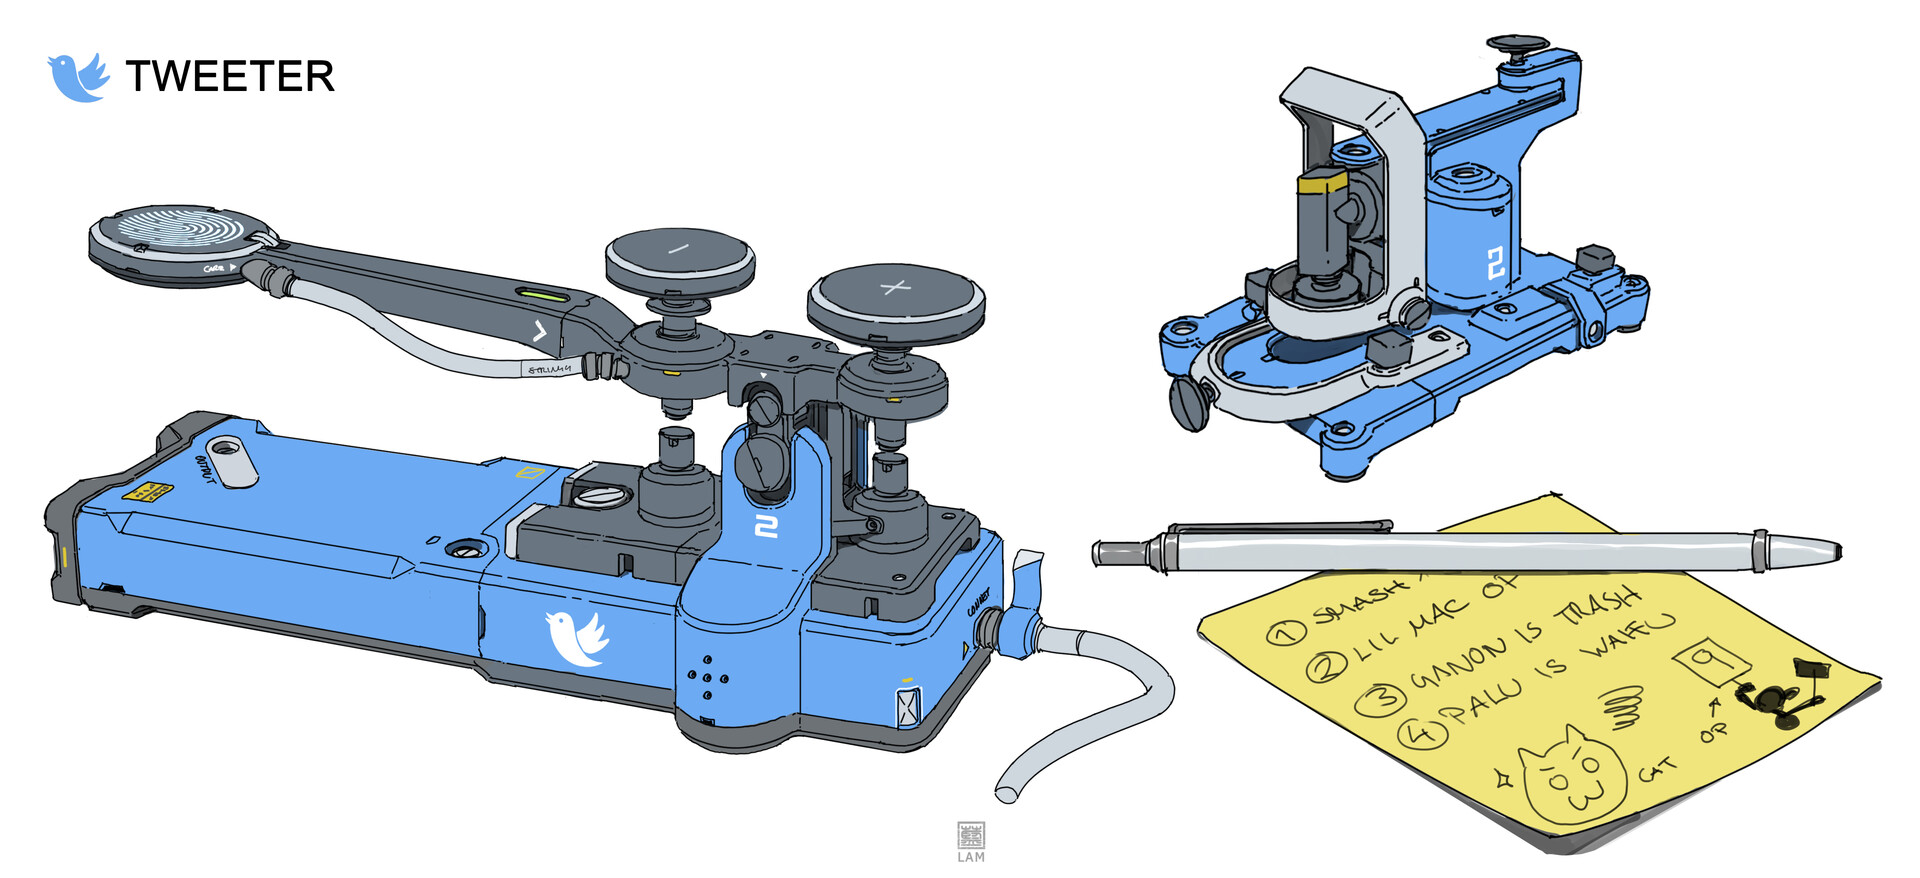 TWEETER
CARE
STRING
OUTPUT
2
CONNECT
2
① SMASH
② LIL MAC OP
③ GANON IS TRASH
④ PALU IS WAIFU
9
OP
CAT
LAM